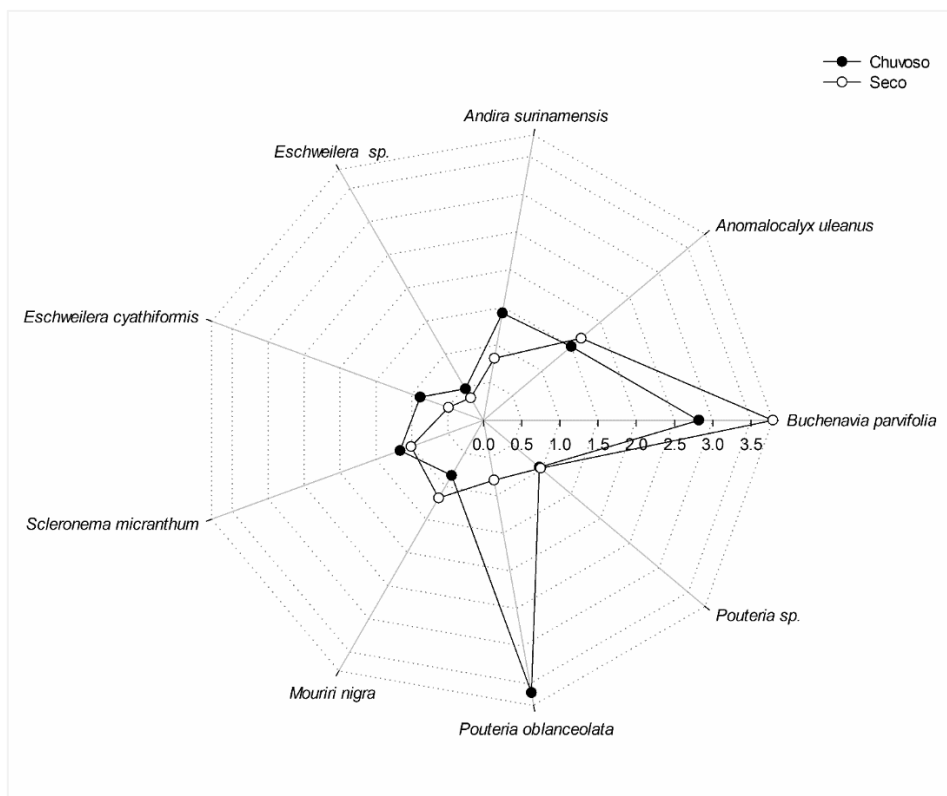 Chuvoso
Seco
Andira surinamensis
Eschweilera sp.
Anomalocalyx uleanus
Eschweilera cyathiformis
Buchenavia parvifolia
0.0 0.5 1.0 1.5 2.0 2.5 3.0 3.5
Scleronema micranthum
Pouteria sp.
Mouriri nigra
Pouteria oblanceolata